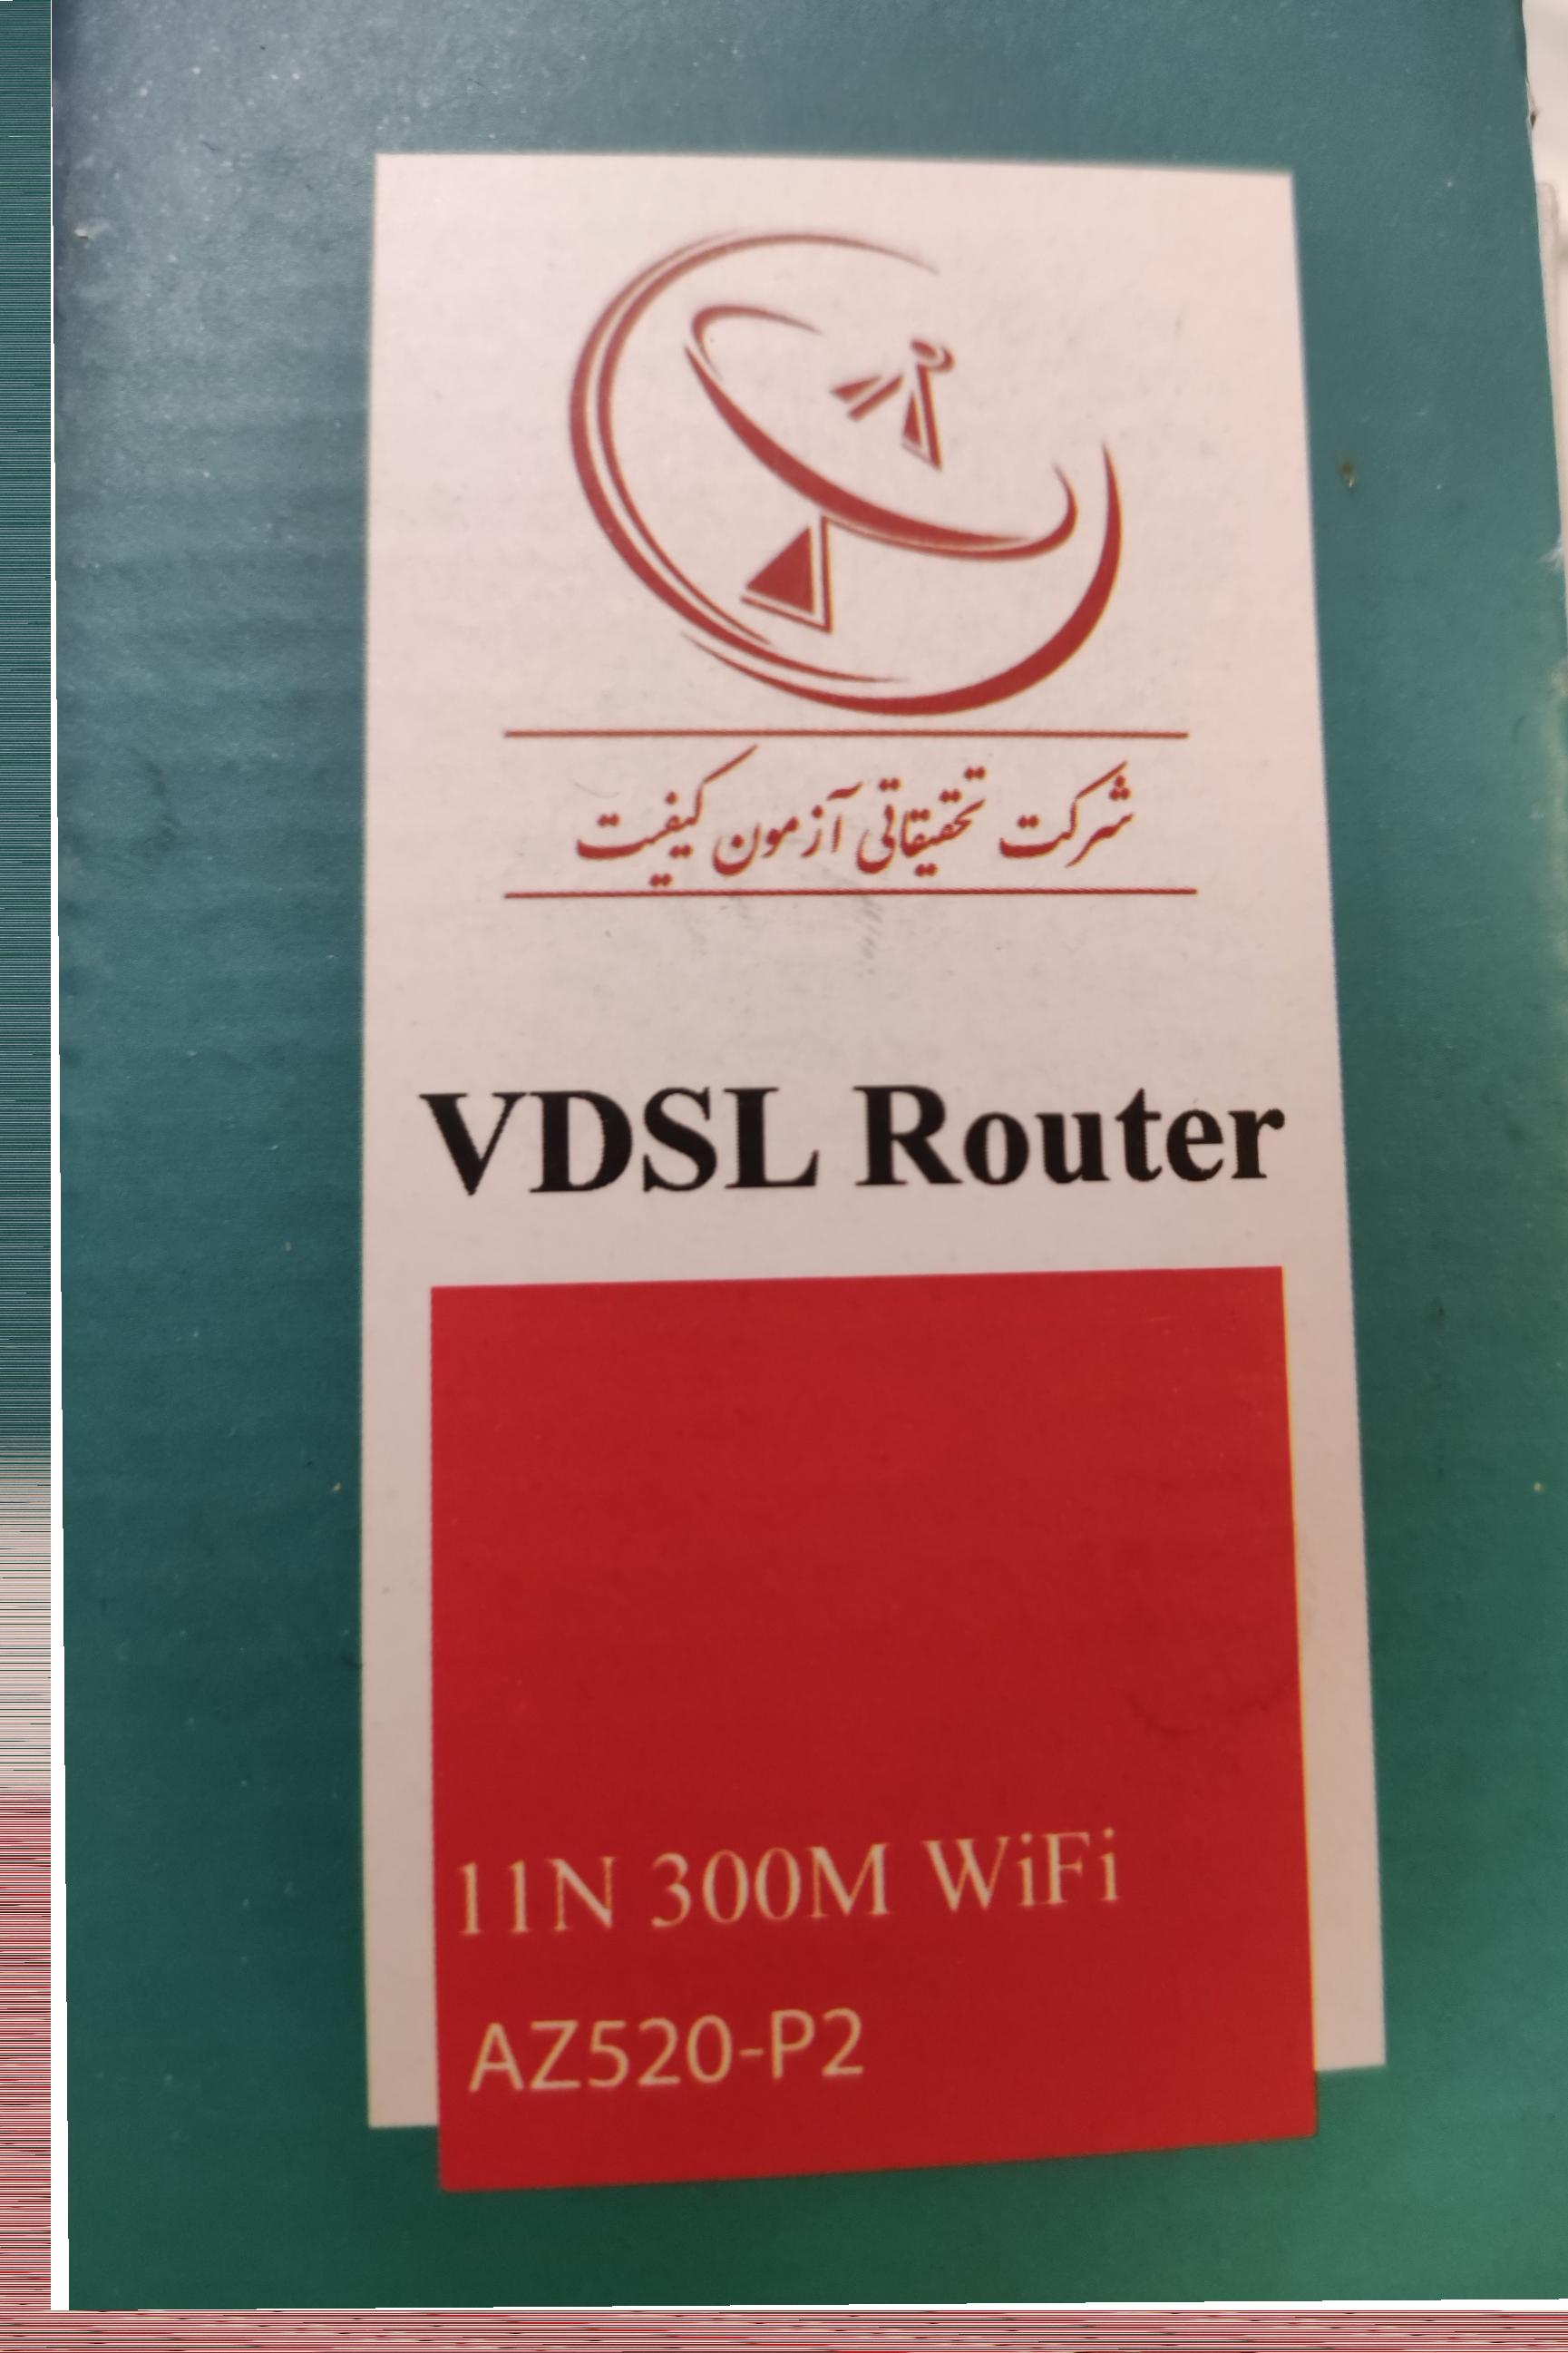 شرکت تحقیقاتی آزمون کیفیت
VDSL Router
11N 300M WiFi
AZ520-P2